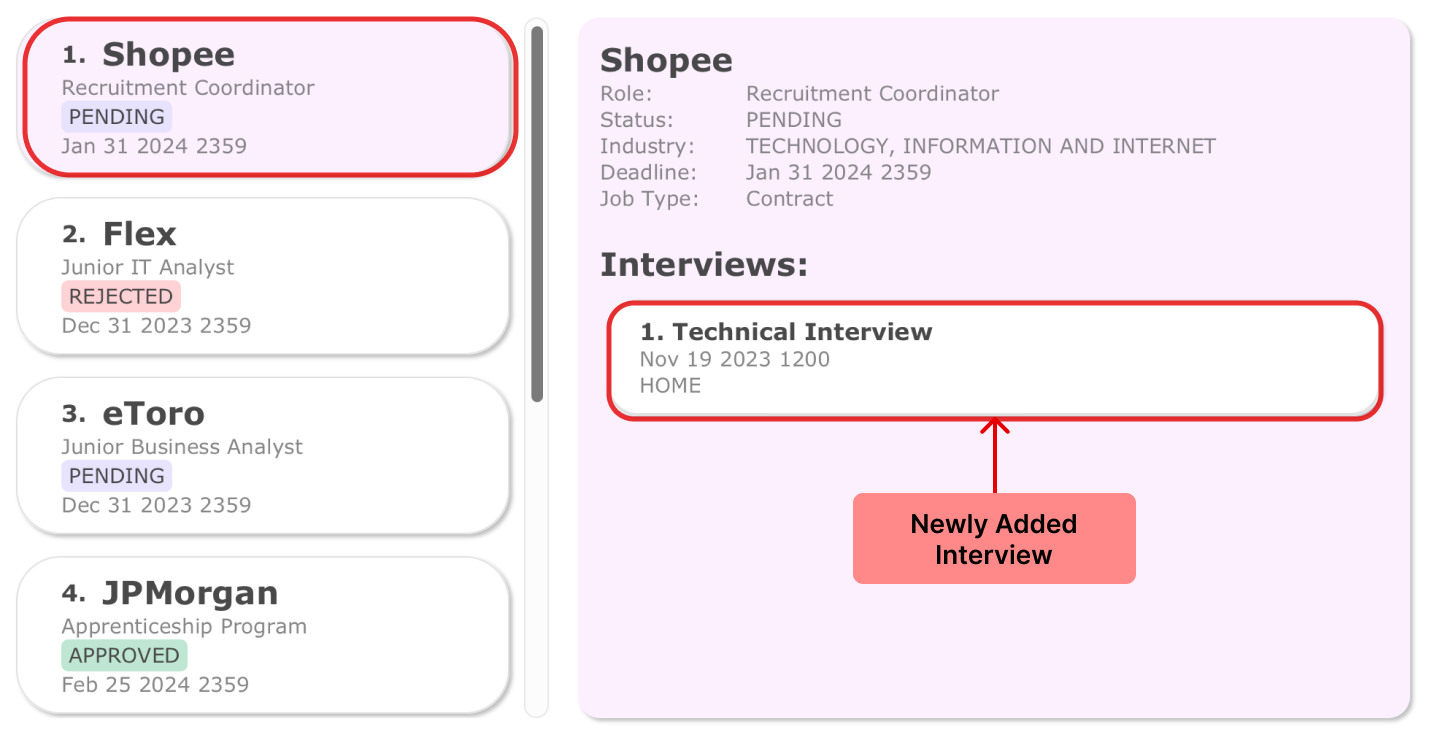 1. Shopee
Recruitment Coordinator
PENDING
Jan 31 2024 2359
2. Flex
Junior IT Analyst
REJECTED
Dec 31 2023 2359
3. eToro
Junior Business Analyst
PENDING
Dec 31 2023 2359
4. JPMorgan
Apprenticeship Program
APPROVED
Feb 25 2024 2359
Shopee
Role: Recruitment Coordinator
Status: PENDING
Industry: TECHNOLOGY, INFORMATION AND INTERNET
Deadline: Jan 31 2024 2359
Job Type: Contract
Interviews:
1. Technical Interview
Nov 19 2023 1200
HOME
Newly Added
Interview